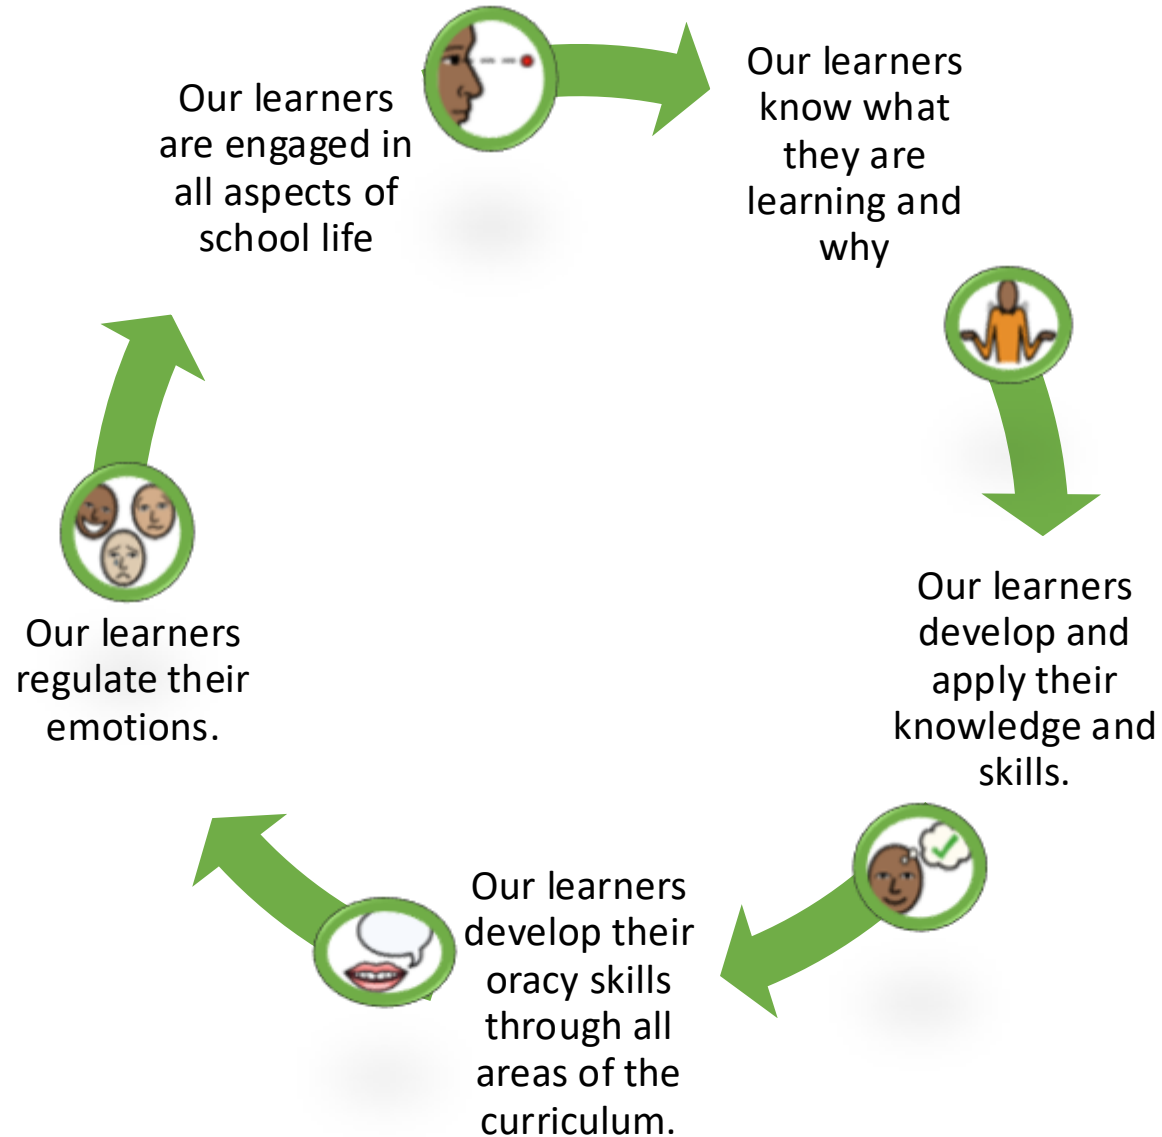 Our learners
are engaged in
all aspects of
school life
Our learners
know what
they are
learning and
why
Our learners
develop and
apply their
knowledge and
skills.
Our learners
develop their
oracy skills
through all
areas of the
curriculum.
Our learners
regulate their
emotions.